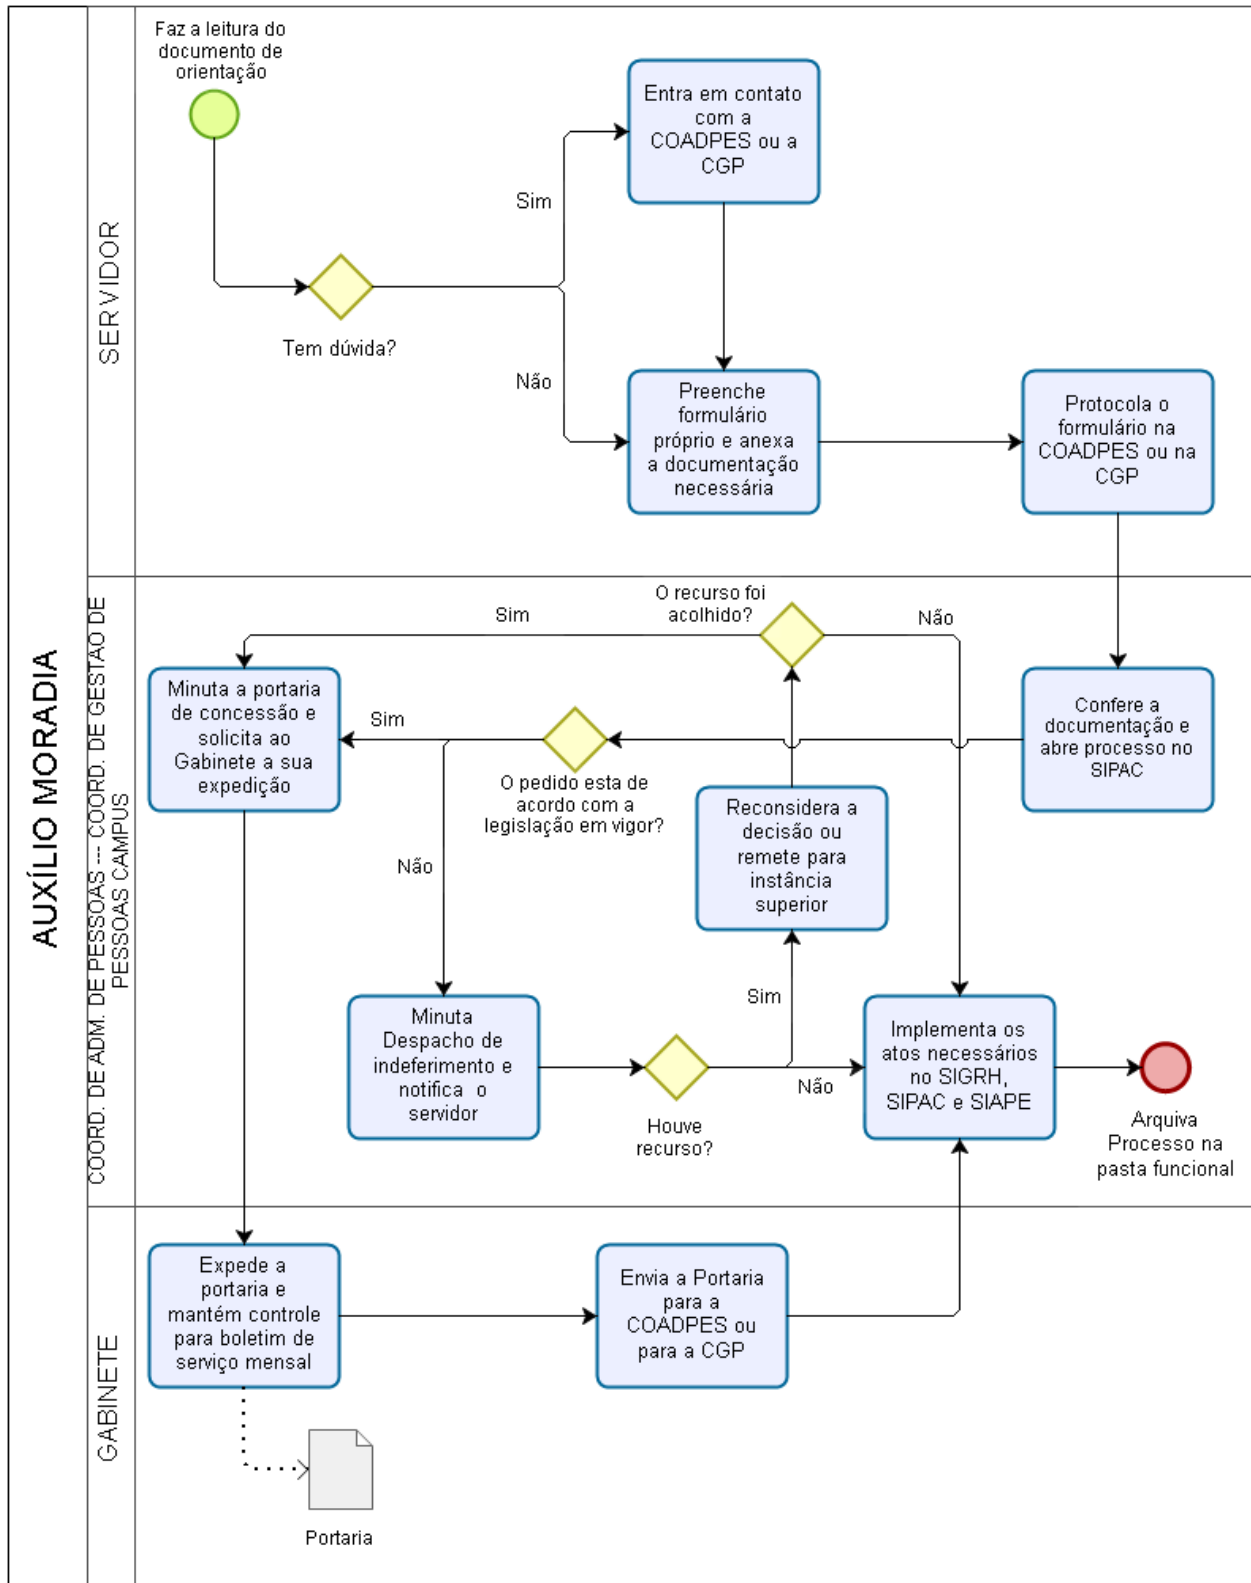 AUXÍLIO MORADIA
SERVIDOR
Faz a leitura do
documento de
orientação
Tem dúvida?
Sim
Não
Entra em contato
com a
COADPES ou a
CGP
Preenche
formulário
próprio e anexa
a documentação
necessária
Protocola o
formulário na
COADPES ou na
CGP
COORD. DE ADM. DE PESSOAS --- COORD. DE GESTÃO DE
PESSOAS CAMPUS
O recurso foi
acolhido?
Sim
Não
Minuta a portaria
de concessão e
solicita ao
Gabinete a sua
expedição
Sim
O pedido esta de
acordo com a
legislação em vigor?
Não
Confere a
documentação e
abre processo no
SIPAC
Reconsidera a
decisão ou
remete para
instância
superior
Minuta
Despacho de
indeferimento e
notifica o
servidor
Houve
recurso?
Sim
Não
Implementa os
atos necessários
no SIGRH,
SIPAC e SIAPE
Arquiva
Processo na
pasta funcional
GABINETE
Expede a
portaria e
mantém controle
para boletim de
serviço mensal
Envia a Portaria
para a
COADPES ou
para a CGP
Portaria